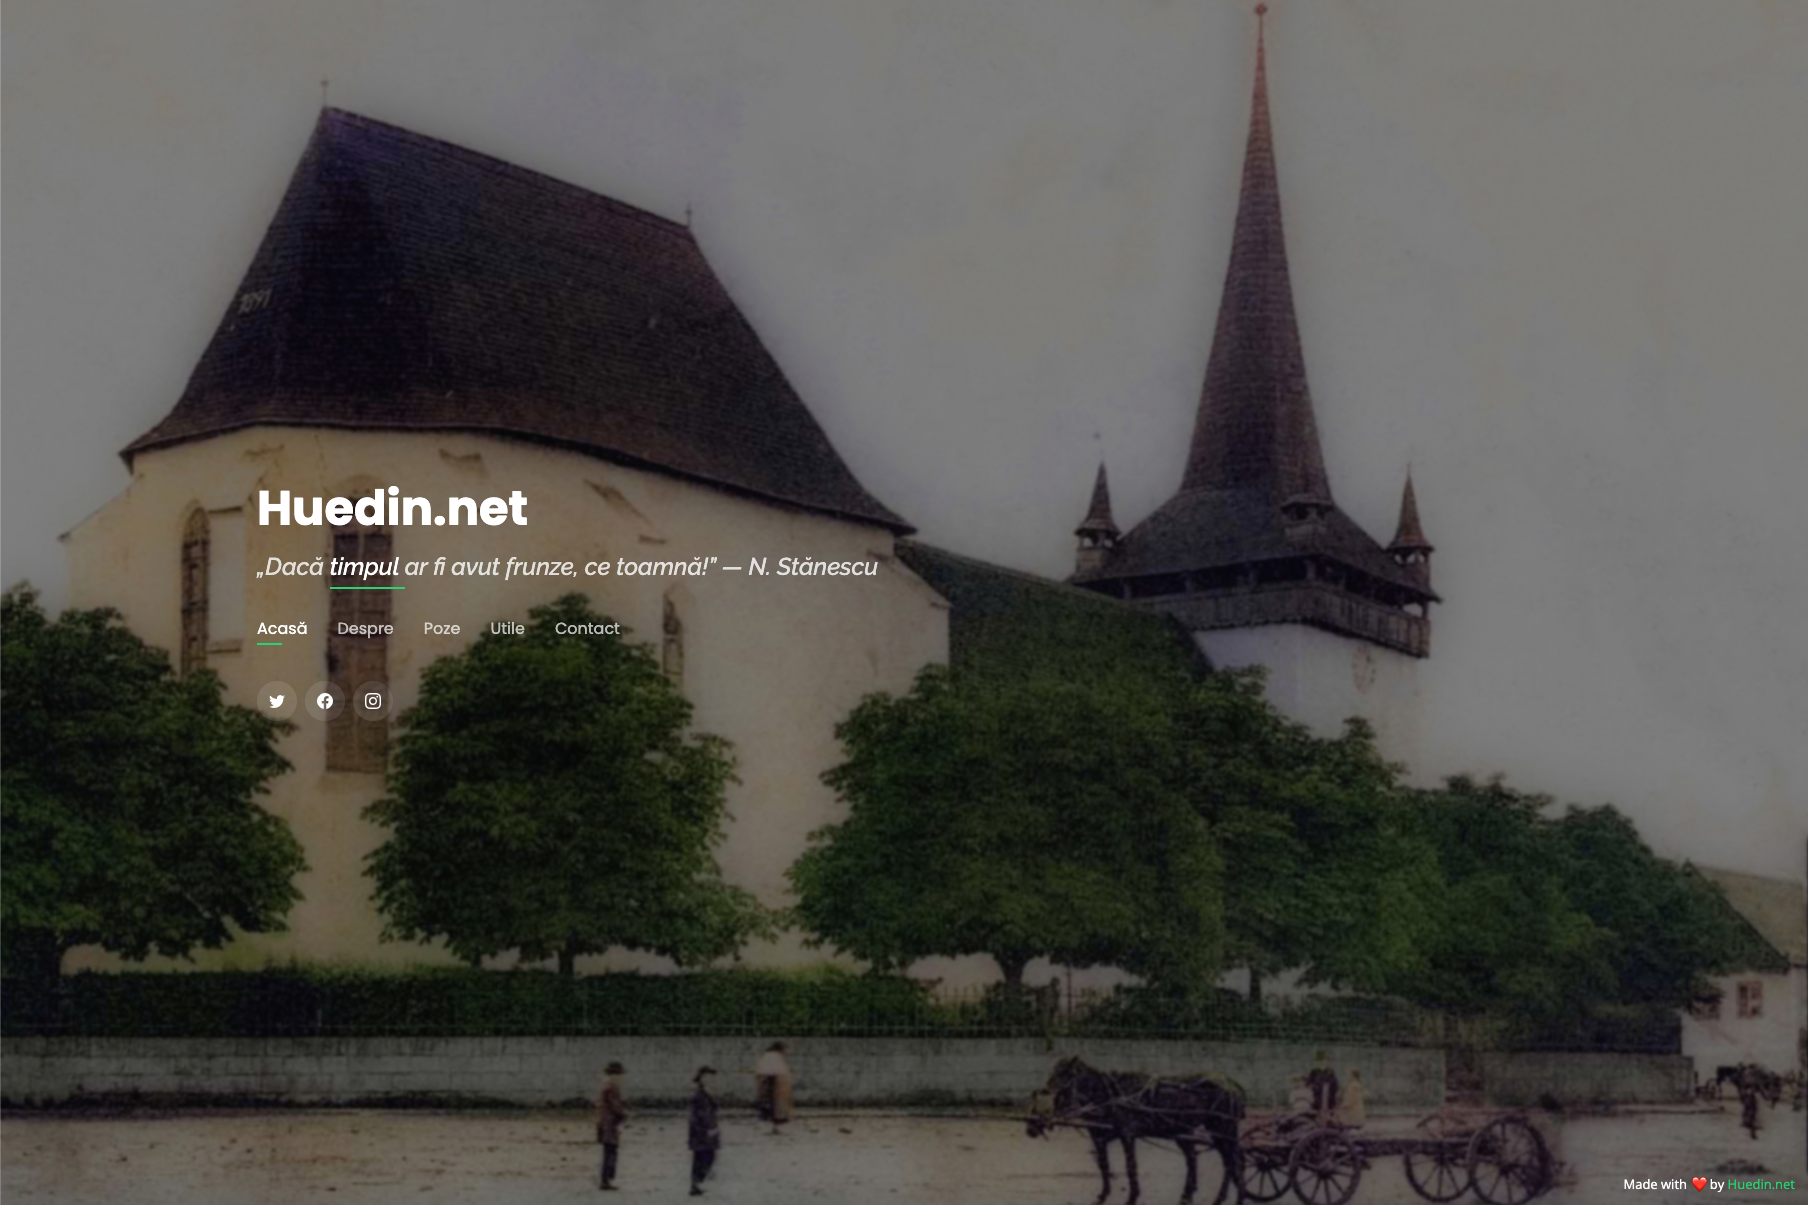 1897
Huedin.net
„Dacă timpul ar fi avut frunze, ce toamnă!” — N. Stănescu
Acasă Despre Poze Utile Contact
Made with ❤️ by Huedin.net